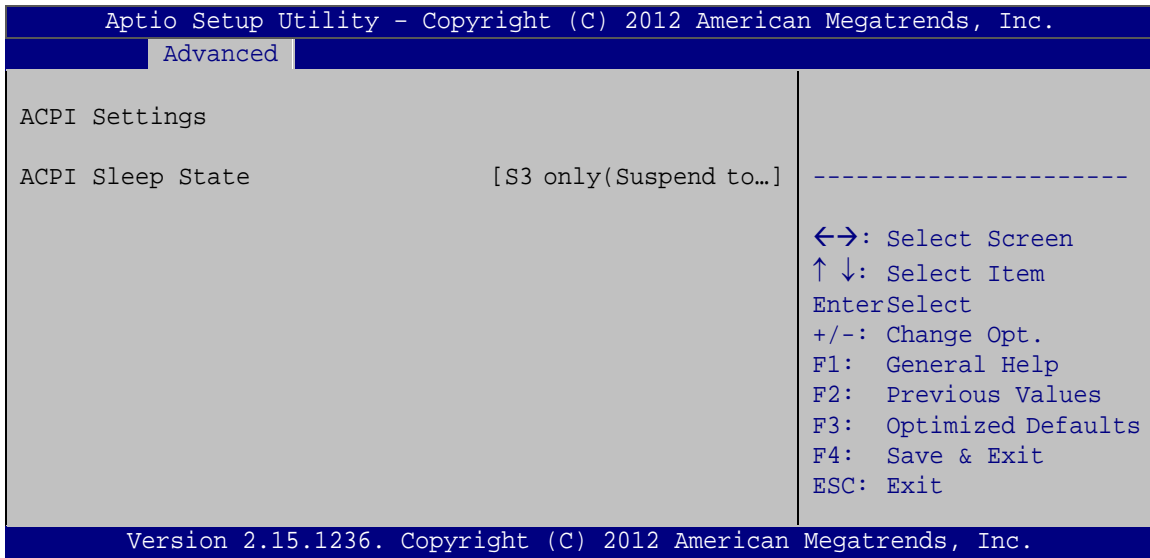 Aptio Setup Utility – Copyright (C) 2012 American Megatrends, Inc.
Advanced
ACPI Settings
ACPI Sleep State [S3 only(Suspend to…]
----------------------
←→: Select Screen
↑ ↓: Select Item
EnterSelect
+/-: Change Opt.
F1: General Help
F2: Previous Values
F3: Optimized Defaults
F4: Save & Exit
ESC: Exit
Version 2.15.1236. Copyright (C) 2012 American Megatrends, Inc.